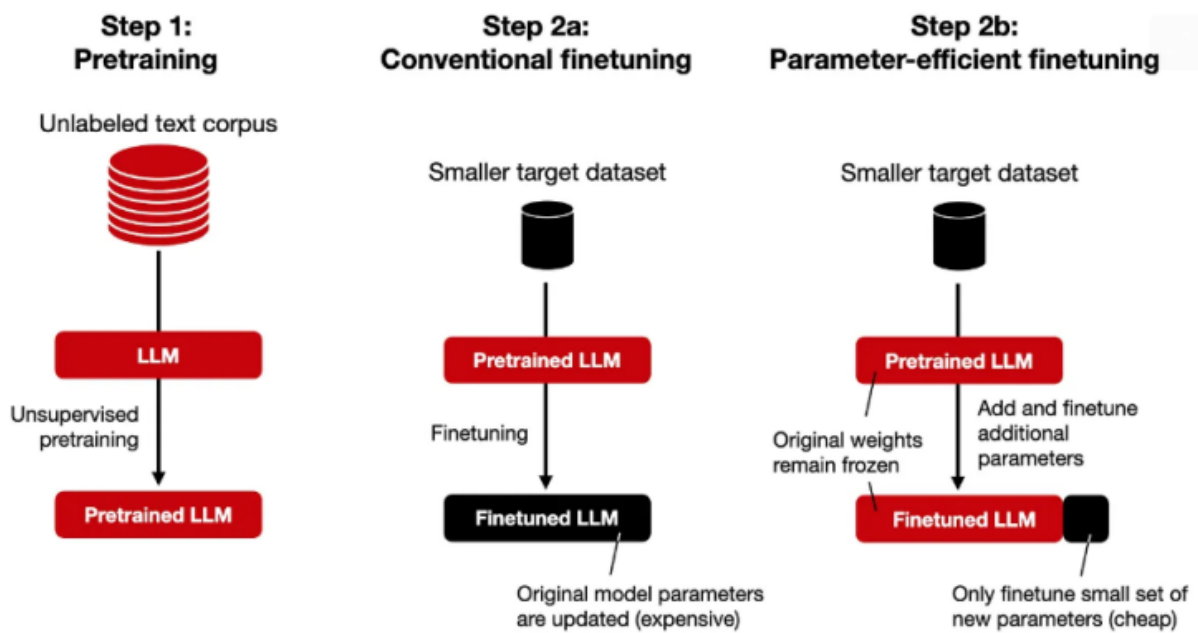 Step 1:
Pretraining
Unlabeled text corpus
LLM
Unsupervised
pretraining
Pretrained LLM
Step 2a:
Conventional finetuning
Smaller target dataset
Pretrained LLM
Finetuning
Finetuned LLM
Original model parameters
are updated (expensive)
Step 2b:
Parameter-efficient finetuning
Smaller target dataset
Pretrained LLM
Original weights
remain frozen
Add and finetune
additional
parameters
Finetuned LLM
Only finetune small set of
new parameters (cheap)